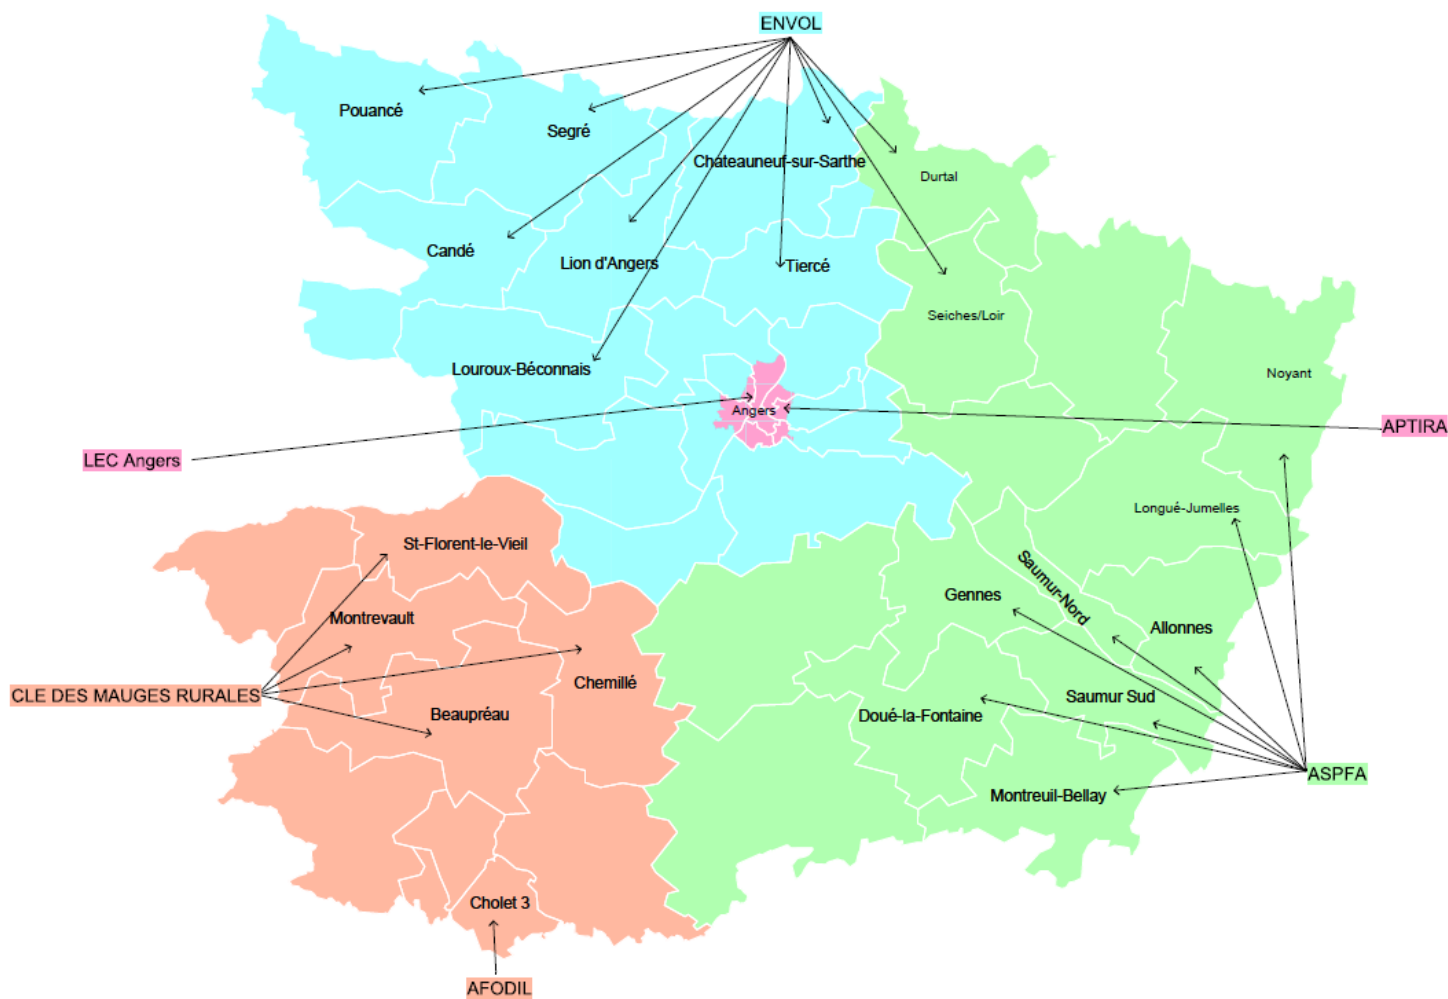 ENVOL
Pouancé
Segré
Chateauneuf-sur-Sarthe
Durtal
Candé
Lion d'Angers
Tiercé
Seiches/Loir
Louroux-Béconnais
Noyant
Angers
APTIRA
LEC Angers
Longué-Jumelles
St-Florent-le-Vieil
Saumur-Nord
Gennes
Montrevault
Allonnes
Chemillé
CLE DES MAUGES RURALES
Saumur Sud
Beaupréau
Doué-la-Fontaine
ASPFA
Montreuil-Bellay
Cholet 3
AFODIL